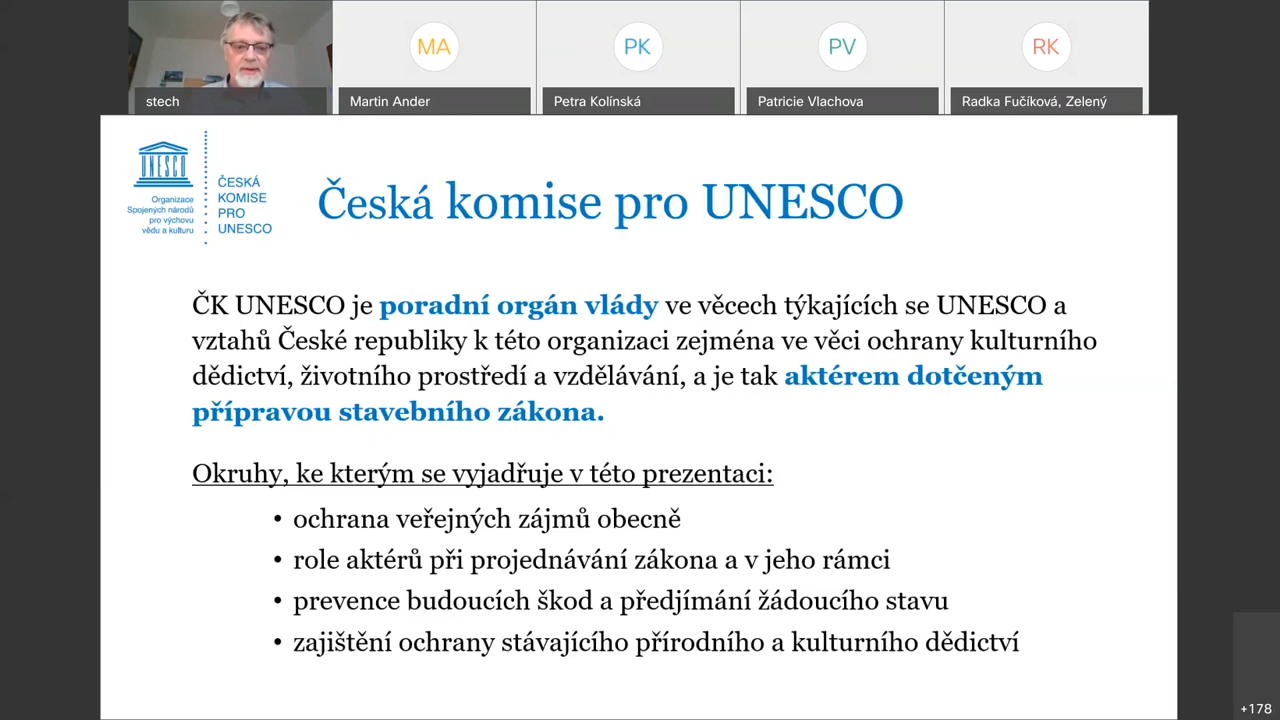 MA
PK
PV
RK
stech
Martin Ander
Petra Kolínská
Patricie Vlachova
Radka Fučíková, Zelený
UNESCO
Organizace
Spojených národů
pro výchovu
vědu a kulturu
ČESKÁ
KOMISE
PRO
UNESCO
Česká komise pro UNESCO
ČK UNESCO je poradní orgán vlády ve věcech týkajících se UNESCO a
vztahů České republiky k této organizaci zejména ve věci ochrany kulturního
dědictví, životního prostředí a vzdělávání, a je tak aktérem dotčeným
přípravou stavebního zákona.
Okruhy, ke kterým se vyjadřuje v této prezentaci:
• ochrana veřejných zájmů obecně
• role aktérů při projednávání zákona a v jeho rámci
• prevence budoucích škod a předjímání žádoucího stavu
• zajištění ochrany stávajícího přírodního a kulturního dědictví
+178